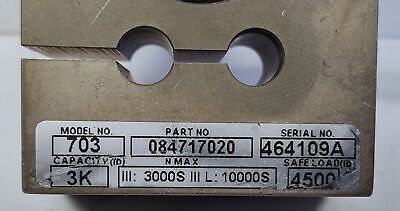 MODEL NO. PART NO SERIAL NO.
703 084717020 464109A
CAPACITY(lb) N MAX SAFE LOAD(lb)
3K III: 3000S III L: 10000S 4500